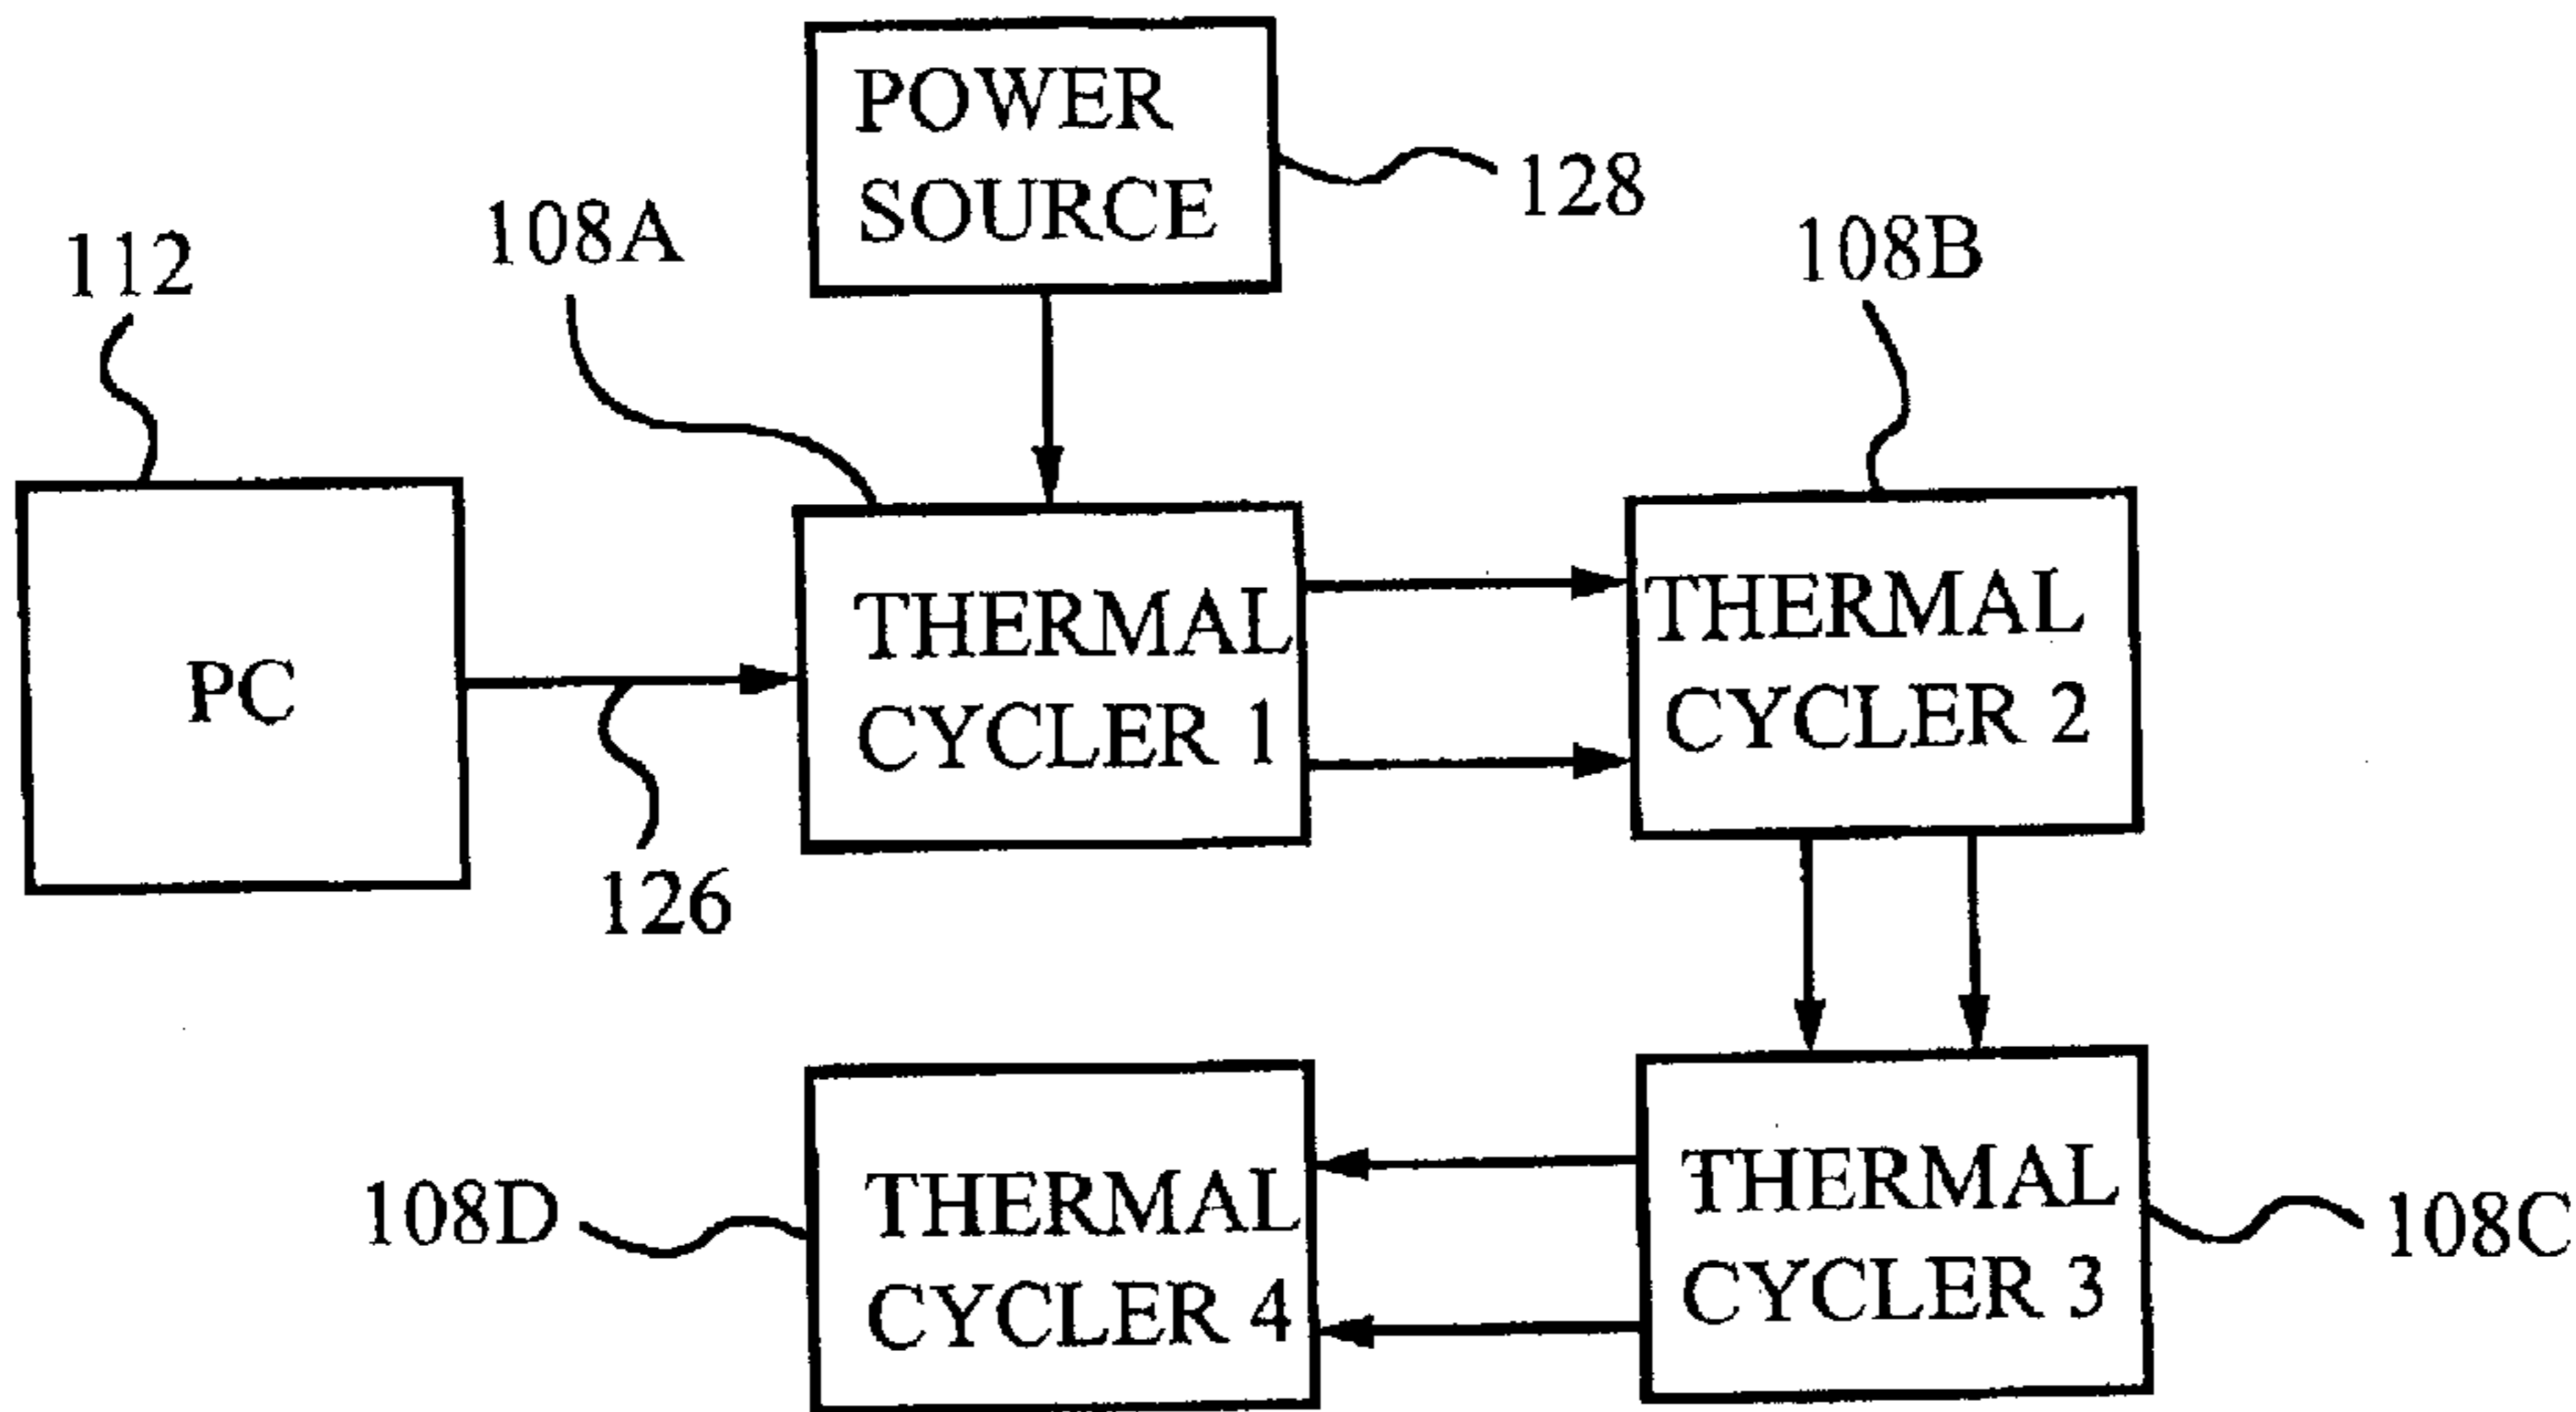 POWER
SOURCE
128
108A
112
108B
PC
THERMAL
CYCLER 1
THERMAL
CYCLER 2
126
THERMAL
CYCLER 4
108D
THERMAL
CYCLER 3
108C